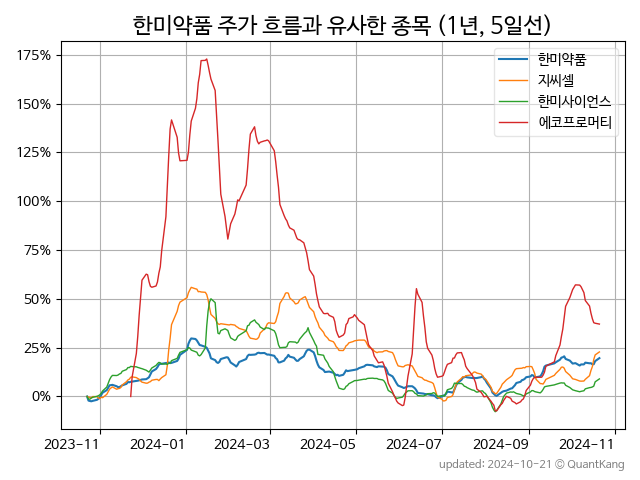 한미약품 주가 흐름과 유사한 종목 (1년, 5일선)
175%
150%
125%
100%
75%
50%
25%
0%
한미약품
지씨셀
한미사이언스
에코프로머티
2023-11
2024-01
2024-03
2024-05
2024-07
2024-09
2024-11
updated: 2024-10-21 © QuantKang